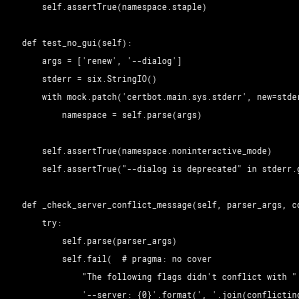 self.assertTrue(namespace.staple)
def test_no_gui(self):
args = ['renew', '--dialog']
stderr = six.StringIO()
with mock.patch('certbot.main.sys.stderr', new=stder
namespace = self.parse(args)
self.assertTrue(namespace.noninteractive_mode)
self.assertTrue("--dialog is deprecated" in stderr.g
def _check_server_conflict_message(self, parser_args, co
try:
self.parse(parser_args)
self.fail(  # pragma: no cover
"The following flags didn't conflict with "
'--server: {0}'.format(', '.join(conflicting